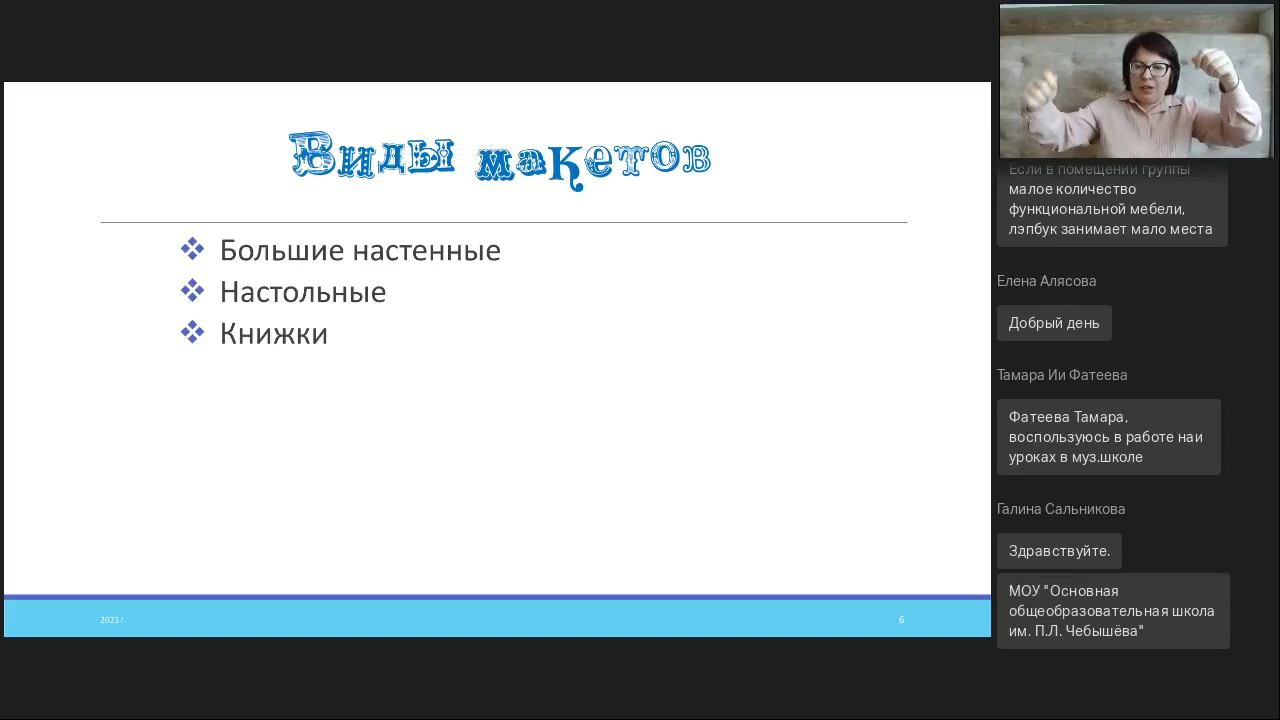 Виды макетов
Большие настенные
Настольные
Книжки
2023 г.
6
Если в помещении группы
малое количество
функциональной мебели,
лэпбук занимает мало места
Елена Алясова
Добрый день
Тамара Ии Фатеева
Фатеева Тамара,
воспользуюсь в работе наи
уроках в муз.школе
Галина Сальникова
Здравствуйте.
МОУ "Основная
общеобразовательная школа
им. П.Л. Чебышёва"